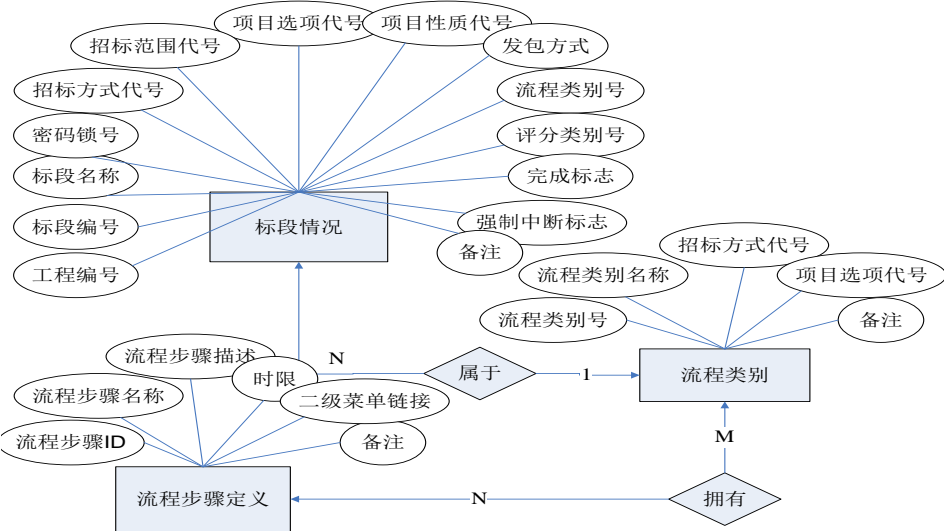 项目选项代号
项目性质代号
招标范围代号
发包方式
招标方式代号
流程类别号
密码锁号
评分类别号
标段名称
完成标志
标段编号
标段情况
强制中断标志
备注
工程编号
招标方式代号
流程类别名称
项目选项代号
流程类别号
备注
流程步骤描述
N
时限
属于
1
流程类别
流程步骤名称
二级菜单链接
流程步骤ID
备注
M
流程步骤定义
N
拥有